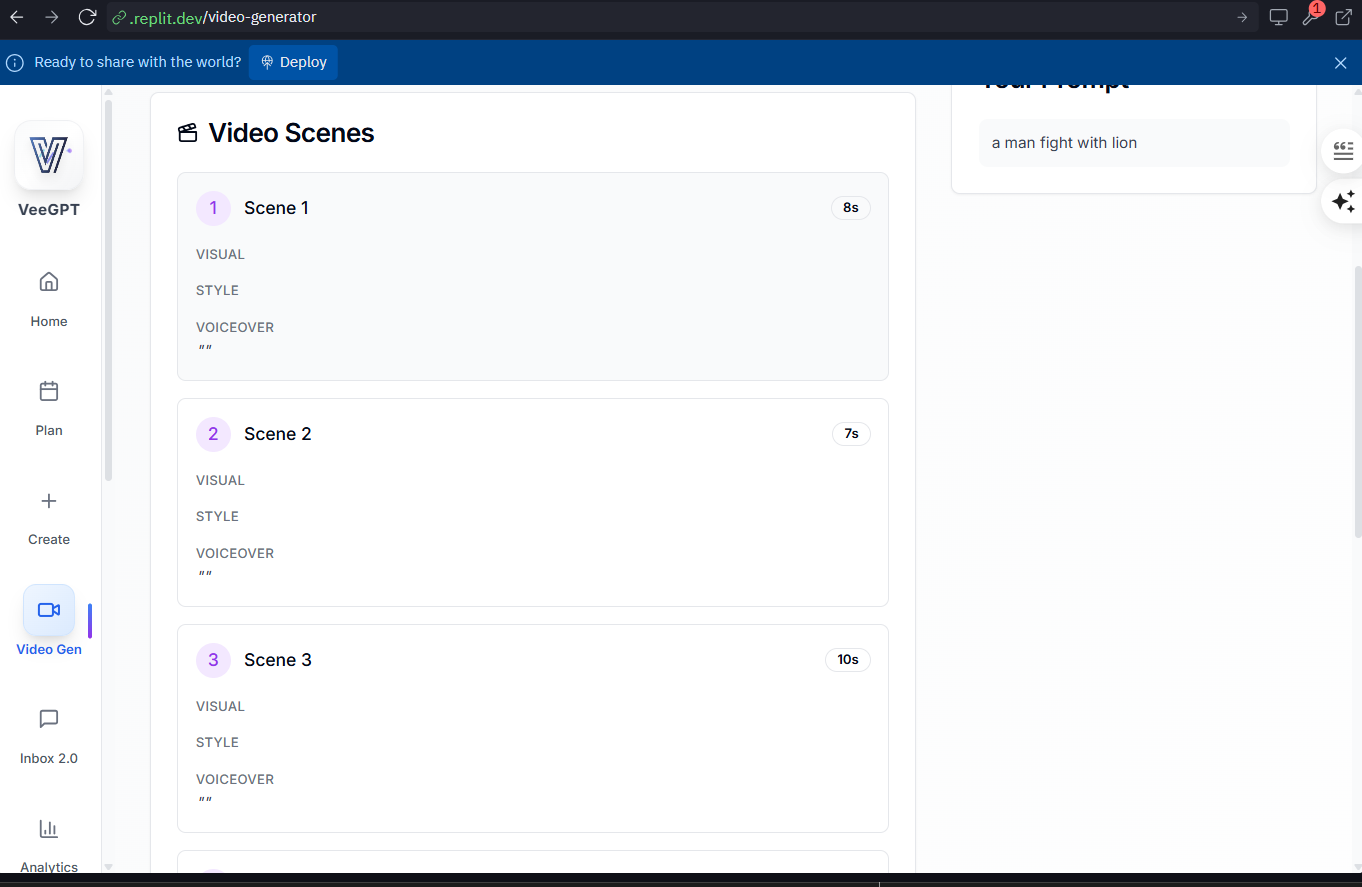 .replit.dev/video-generator
1
Ready to share with the world?
Deploy
VeeGPT
Home
Plan
Create
Video Gen
Inbox 2.0
Analytics
Video Scenes
1 Scene 1 8s
VISUAL
STYLE
VOICEOVER
""
2 Scene 2 7s
VISUAL
STYLE
VOICEOVER
""
3 Scene 3 10s
VISUAL
STYLE
VOICEOVER
""
Your Prompt
a man fight with lion